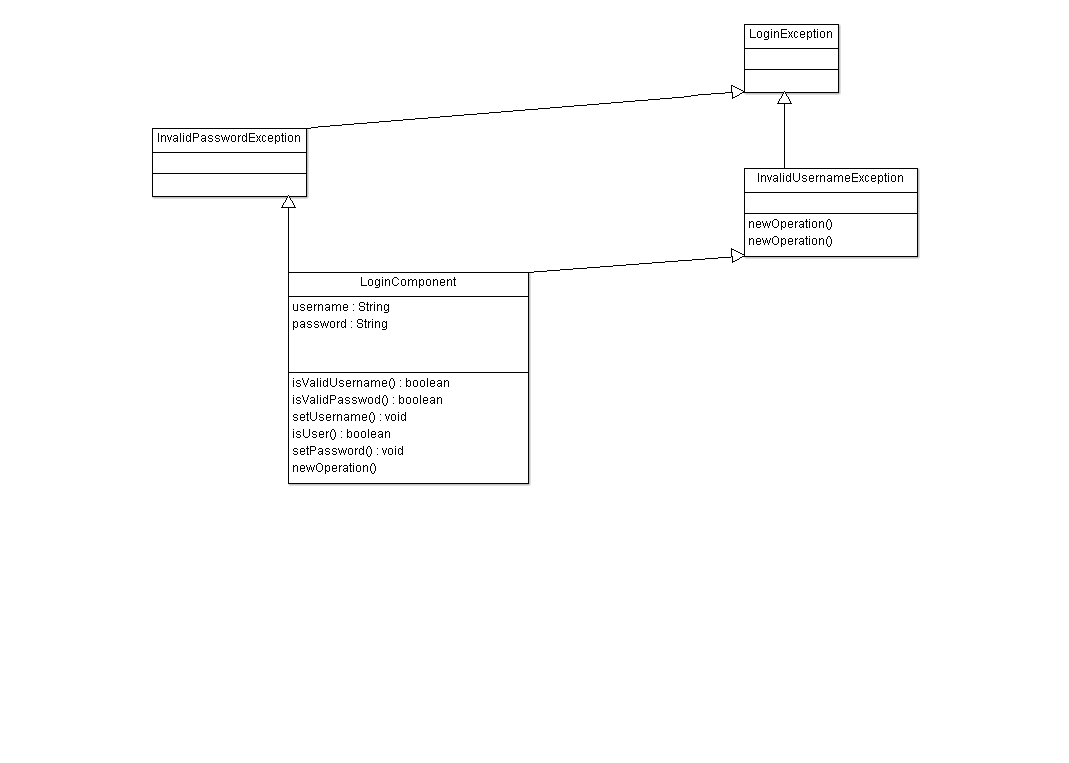 LoginException
InvalidPasswordException
InvalidUsernameException
newOperation()
newOperation()
LoginComponent
username : String
password : String
isValidUsername() : boolean
isValidPasswod() : boolean
setUsername() : void
isUser() : boolean
setPassword() : void
newOperation()